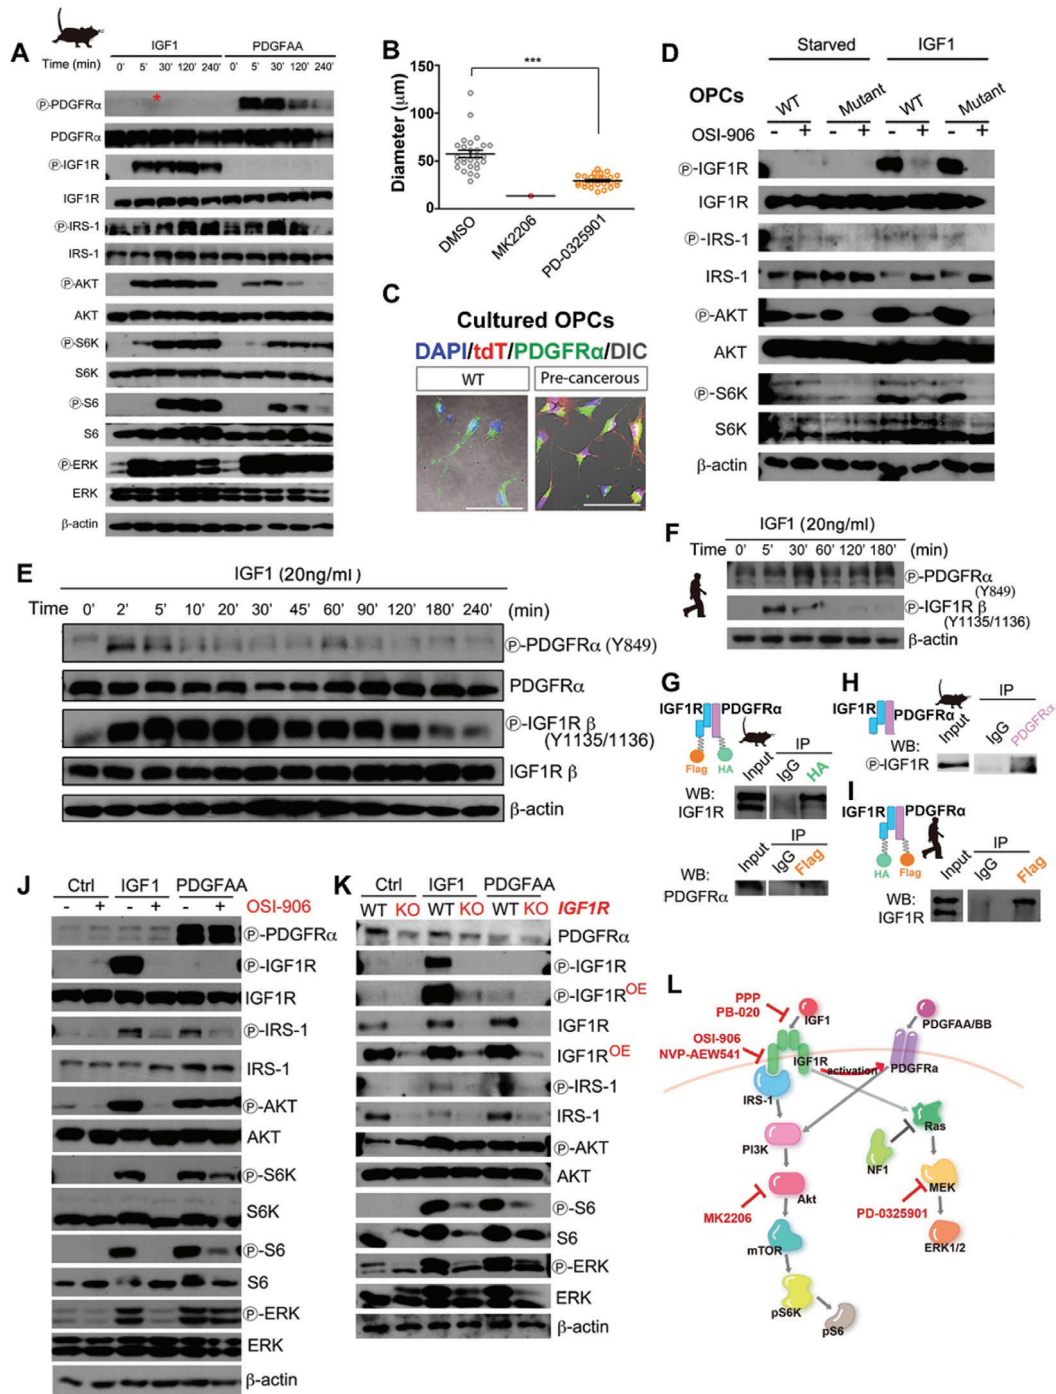 A
IGF1 PDGFAA
Time (min) 0' 5' 30' 120' 240' 0' 5' 30' 120' 240'
*
Ⓟ-PDGFRα
PDGFRα
Ⓟ-IGF1R
IGF1R
Ⓟ-IRS-1
IRS-1
Ⓟ-AKT
AKT
Ⓟ-S6K
S6K
Ⓟ-S6
S6
Ⓟ-ERK
ERK
β-actin
B
***
Diameter (μm)
150
100
50
0
DMSO
MK2206
PD-0325901
C
Cultured OPCs
DAPI/tdT/PDGFRα/DIC
WT Pre-cancerous
D
Starved IGF1
OPCs WT Mutant WT Mutant
OSI-906 - + - + - + - +
Ⓟ-IGF1R
IGF1R
Ⓟ-IRS-1
IRS-1
Ⓟ-AKT
AKT
Ⓟ-S6K
S6K
β-actin
E
IGF1 (20ng/ml)
Time 0' 2' 5' 10' 20' 30' 45' 60' 90' 120' 180' 240' (min)
Ⓟ-PDGFRα (Y849)
PDGFRα
Ⓟ-IGF1R β
(Y1135/1136)
IGF1R β
β-actin
F
IGF1 (20ng/ml)
Time 0' 5' 30' 60' 120' 180' (min)
Ⓟ-PDGFRα
(Y849)
Ⓟ-IGF1R β
(Y1135/1136)
β-actin
G
IGF1R PDGFRα
Flag HA
IP
Input IgG HA
WB:
IGF1R
IP
Input IgG Flag
WB:
PDGFRα
H
IGF1R PDGFRα
IP
Input IgG PDGFRα
WB:
Ⓟ-IGF1R
I
IGF1R PDGFRα
HA Flag
IP
Input IgG Flag
WB:
IGF1R
J
Ctrl IGF1 PDGFAA
- + - + - + OSI-906
Ⓟ-PDGFRα
Ⓟ-IGF1R
IGF1R
Ⓟ-IRS-1
IRS-1
Ⓟ-AKT
AKT
Ⓟ-S6K
S6K
Ⓟ-S6
S6
Ⓟ-ERK
ERK
β-actin
K
Ctrl IGF1 PDGFAA
WT KO WT KO WT KO IGF1R
PDGFRα
Ⓟ-IGF1R
Ⓟ-IGF1R OE
IGF1R
IGF1R OE
Ⓟ-IRS-1
IRS-1
Ⓟ-AKT
AKT
Ⓟ-S6
S6
Ⓟ-ERK
ERK
β-actin
L
PPP
PB-020
IGF1
PDGFAA/BB
OSI-906
NVP-AEW541
IGF1R
activation
PDGFRa
IRS-1
Ras
PI3K
NF1
MEK
Akt
MK2206
PD-0325901
mTOR
ERK1/2
pS6K
pS6